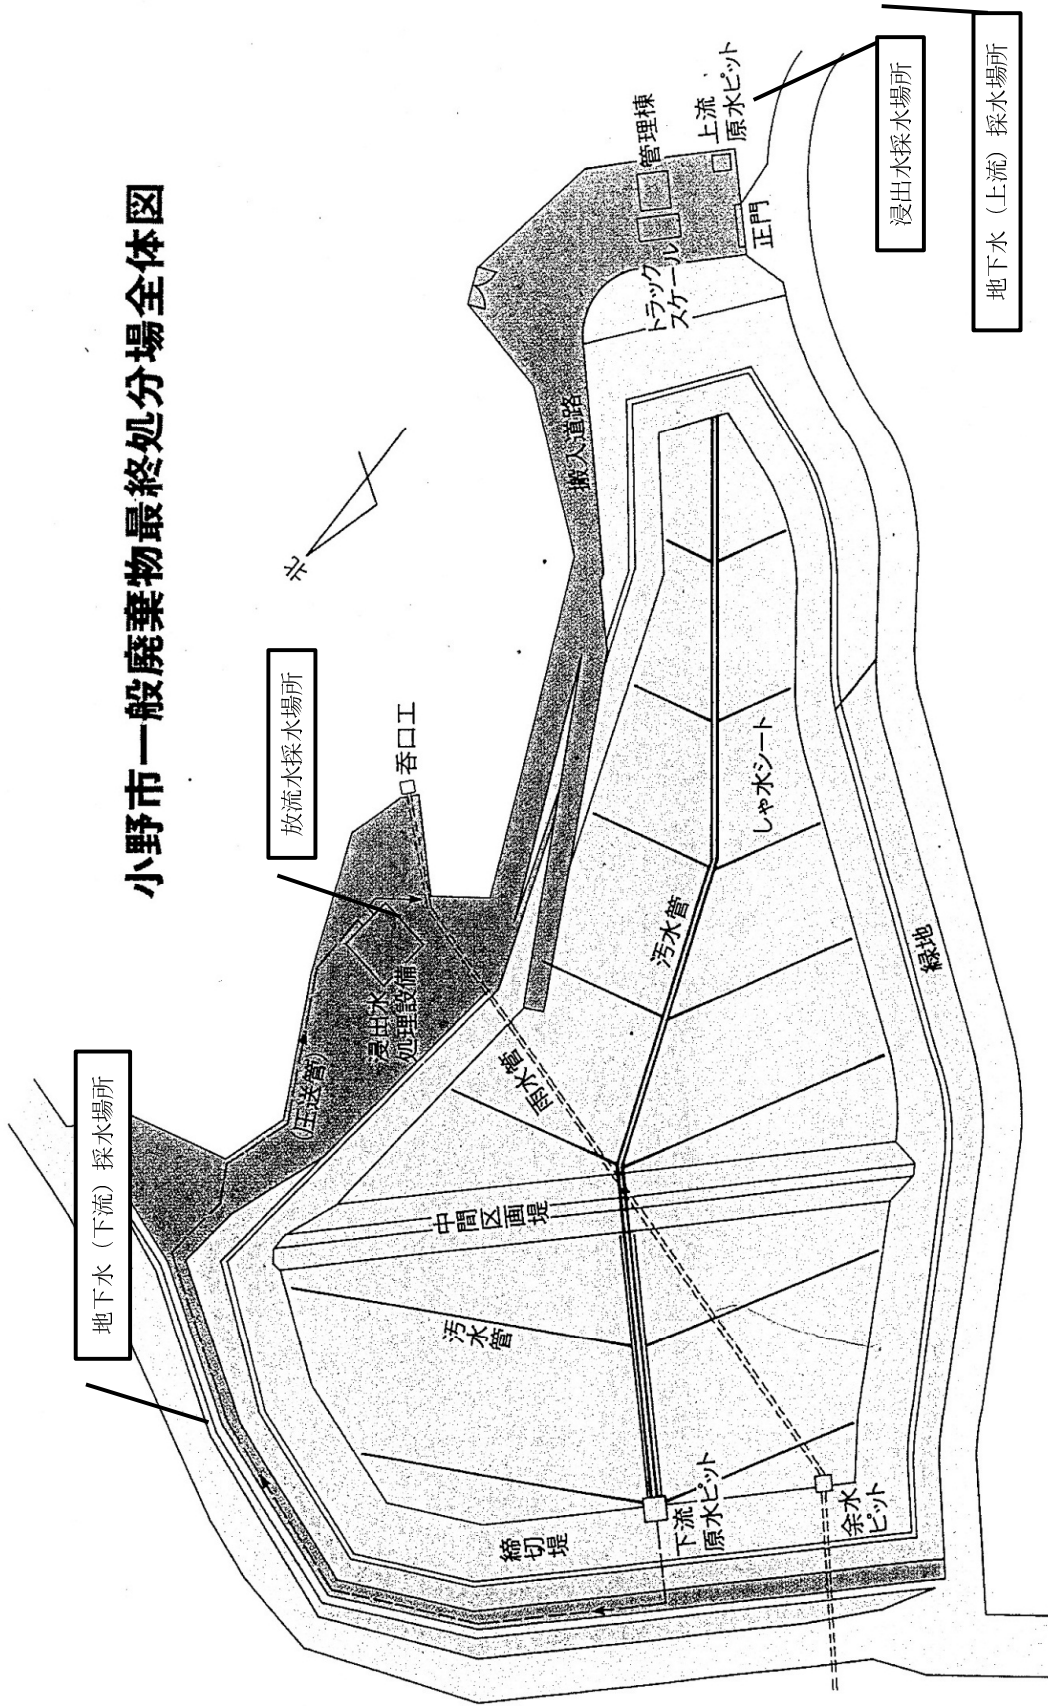 小野市一般廃棄物最終処分場全体図
地下水（下流）採水場所
放流水採水場所
浸出水採水場所
地下水（上流）採水場所
北
呑口工
浸出水
処理設備
(圧送管)
搬入道路
トラック
スケール
管理棟
上流
原水ピット
正門
雨水管
汚水管
しゃ水シート
緑地
中間区画堤
汚水管
締切堤
下流
原水ピット
余水
ピット